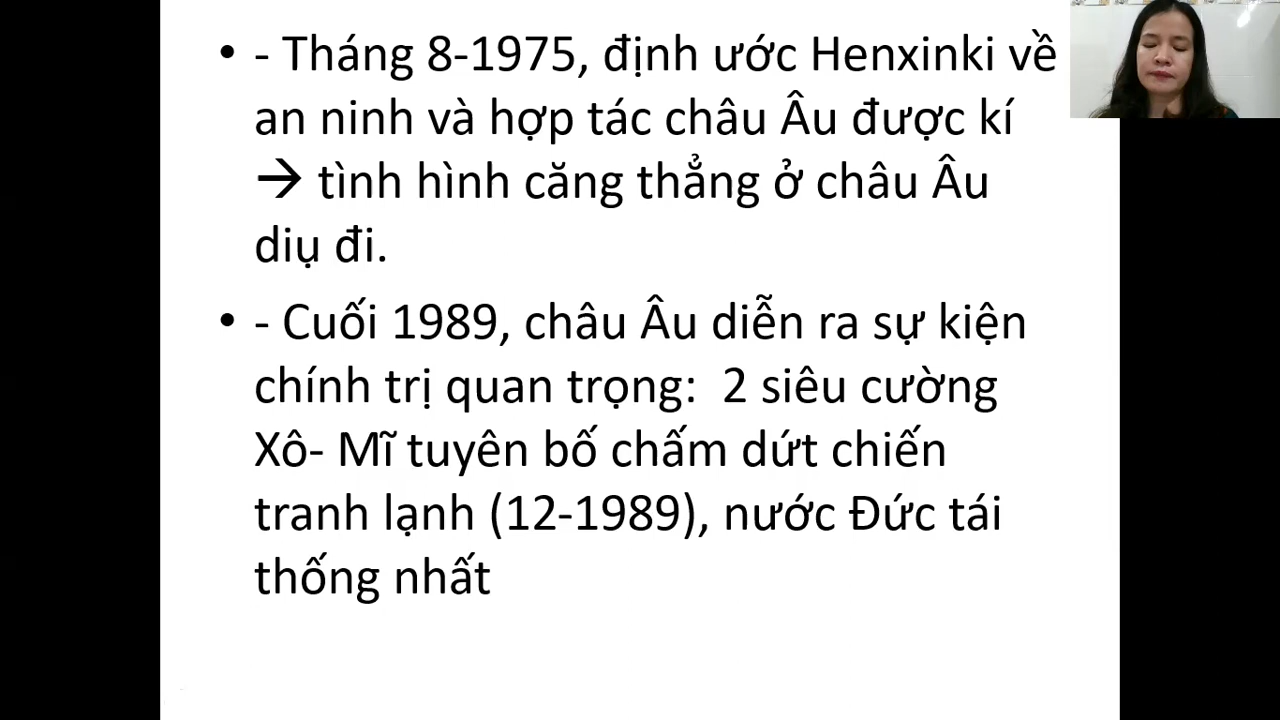 • - Tháng 8-1975, định ước Henxinki về
an ninh và hợp tác châu Âu được kí
→ tình hình căng thẳng ở châu Âu
diụ đi.
• - Cuối 1989, châu Âu diễn ra sự kiện
chính trị quan trọng: 2 siêu cường
Xô- Mĩ tuyên bố chấm dứt chiến
tranh lạnh (12-1989), nước Đức tái
thống nhất